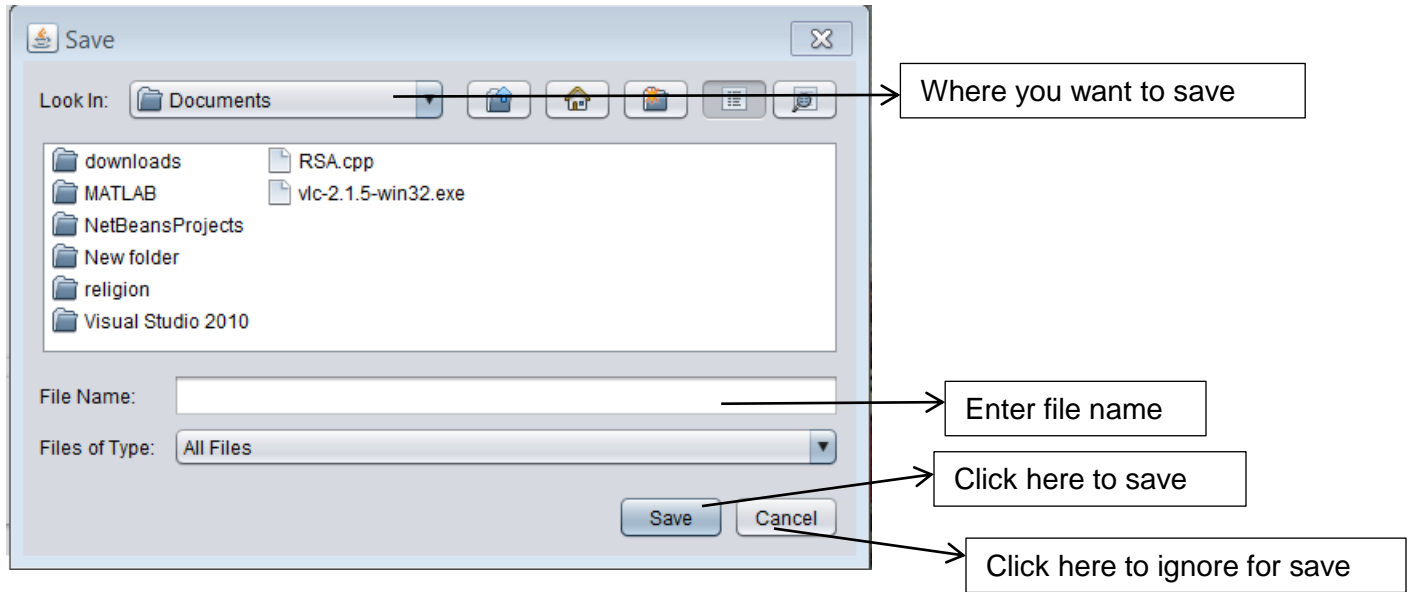 Save
Look In: Documents
Where you want to save
downloads RSA.cpp
MATLAB vlc-2.1.5-win32.exe
NetBeansProjects
New folder
religion
Visual Studio 2010
File Name:
Enter file name
Files of Type: All Files
Click here to save
Save Cancel
Click here to ignore for save